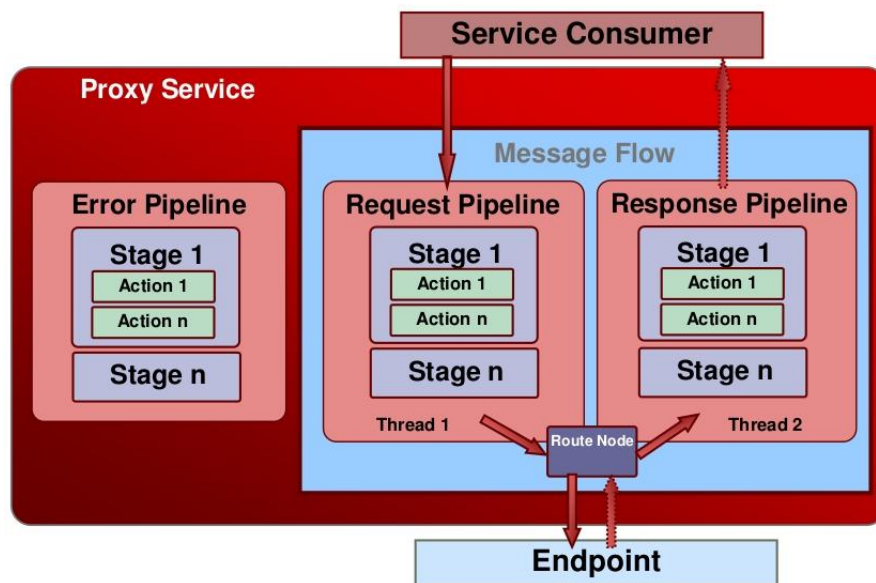 Service Consumer
Proxy Service
Message Flow
Error Pipeline
Stage 1
Action 1
Action n
Stage n
Request Pipeline
Stage 1
Action 1
Action n
Stage n
Thread 1
Response Pipeline
Stage 1
Action 1
Action n
Stage n
Thread 2
Route Node
Endpoint